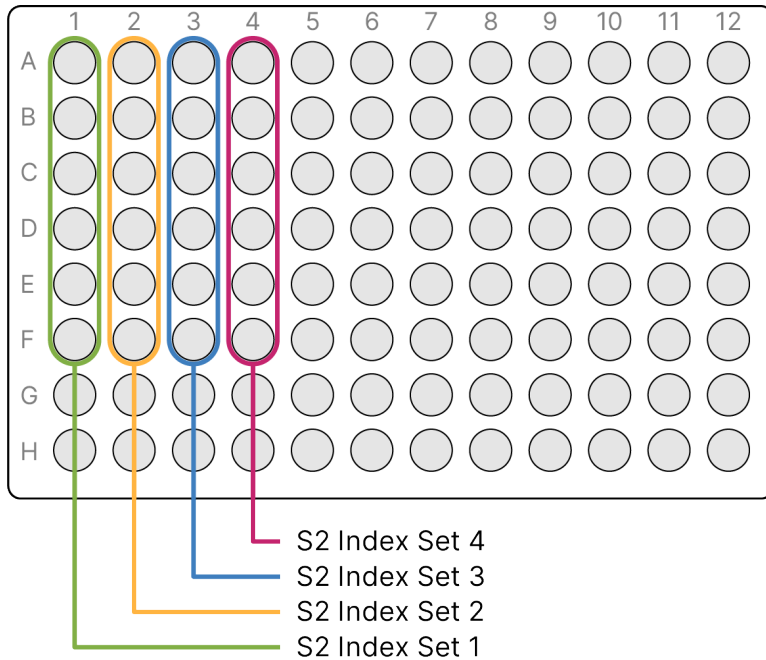 1 2 3 4 5 6 7 8 9 10 11 12
A
B
C
D
E
F
G
H
S2 Index Set 4
S2 Index Set 3
S2 Index Set 2
S2 Index Set 1